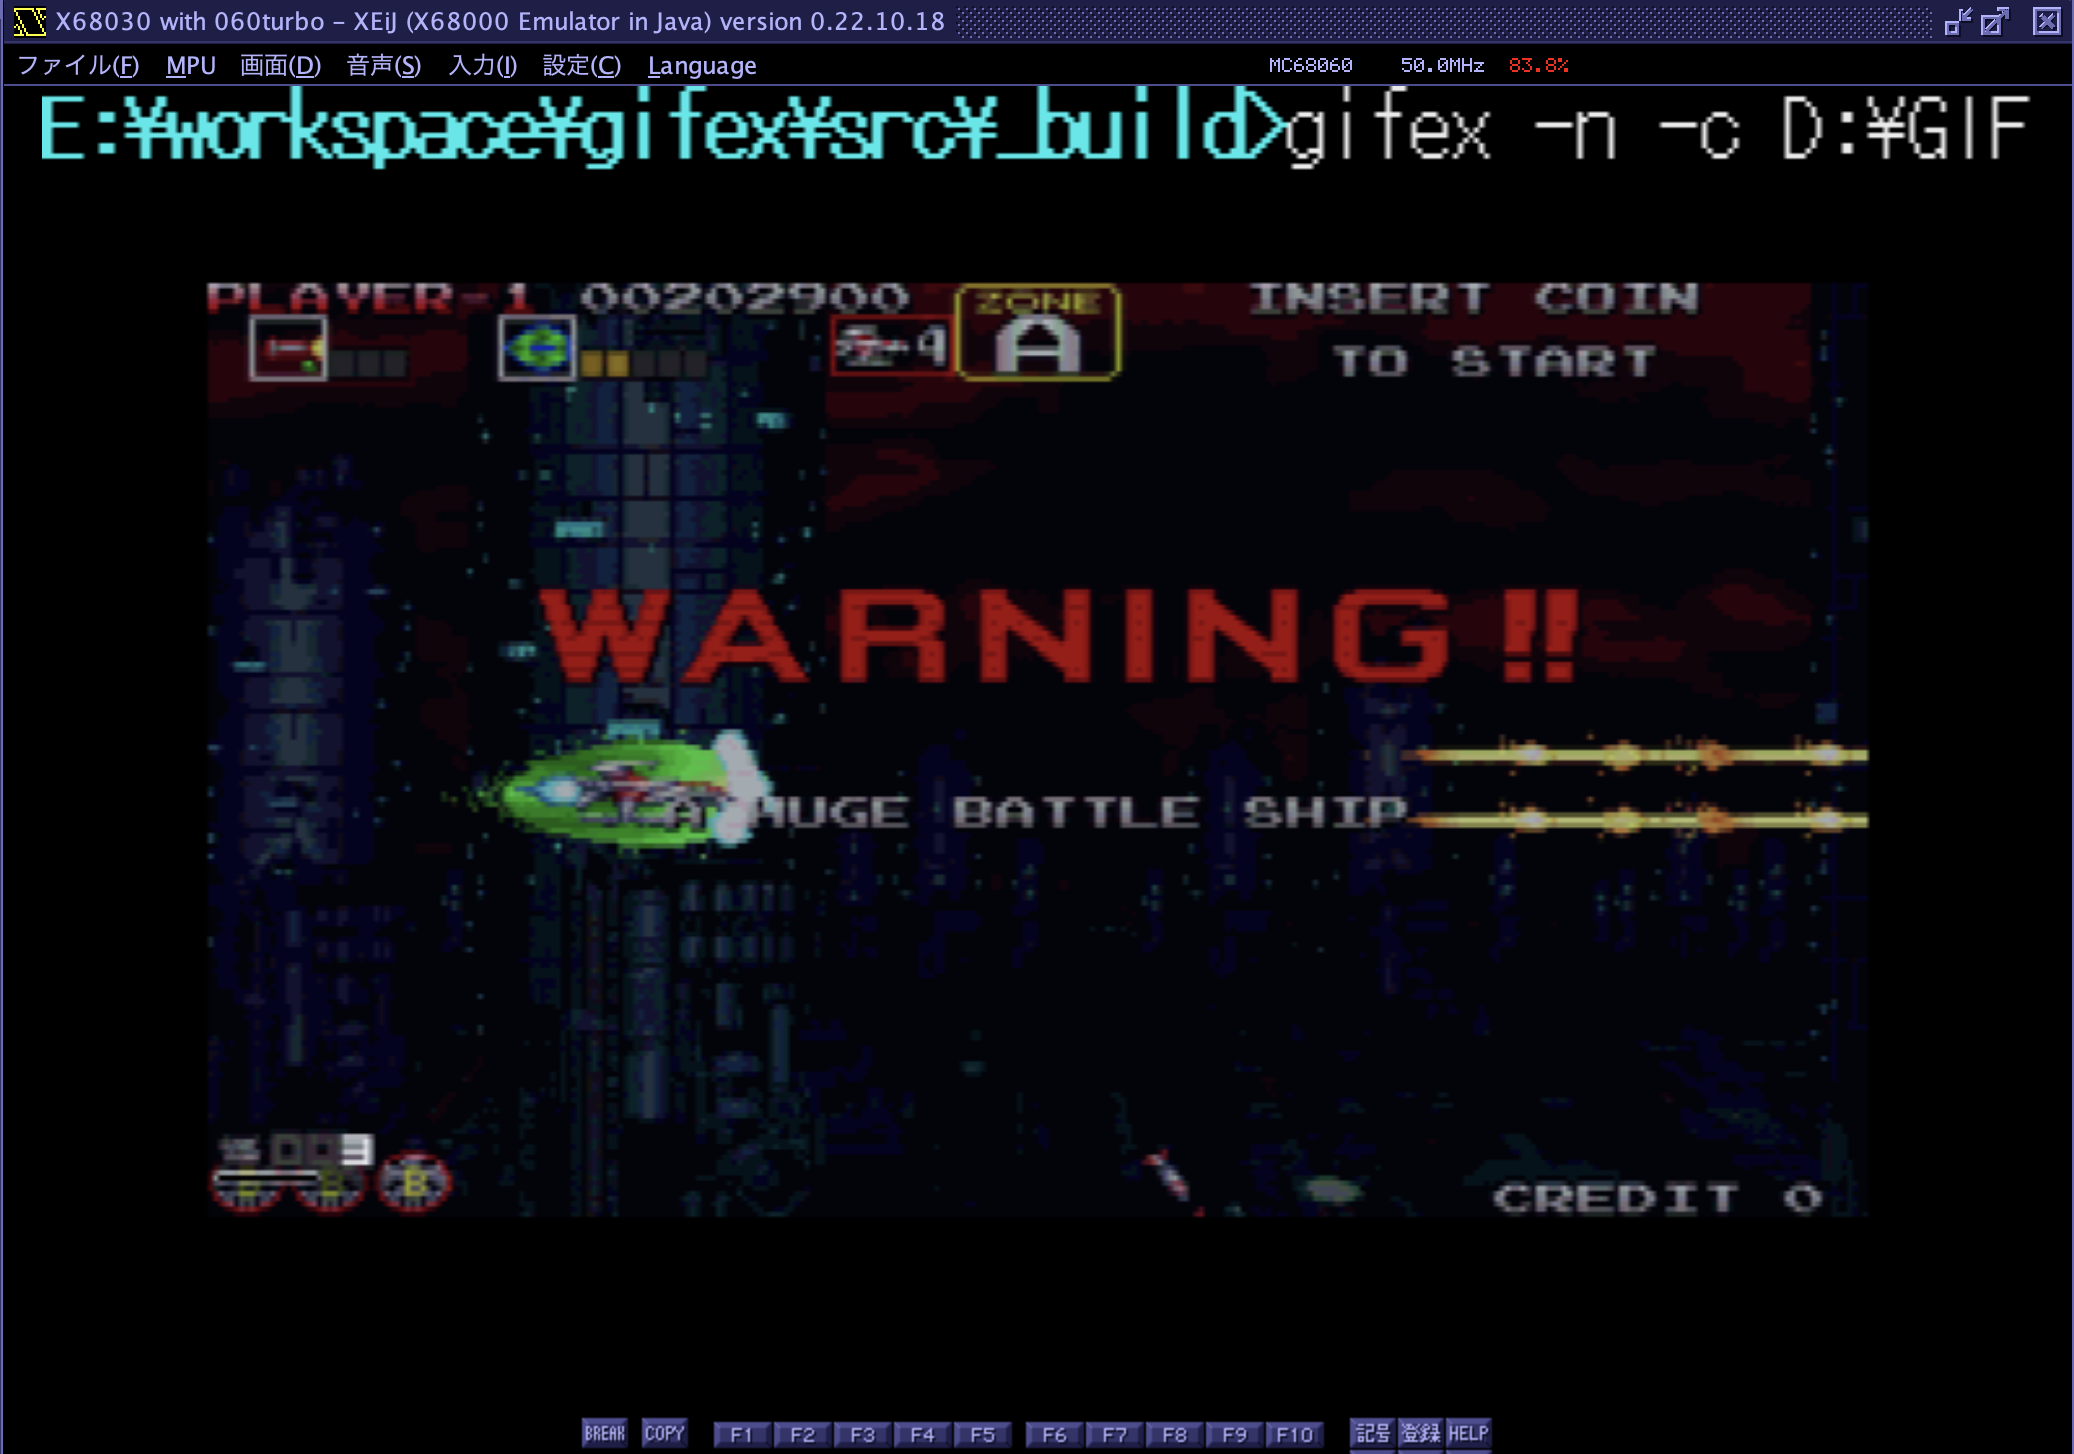 X68030 with 060turbo - XEiJ (X68000 Emulator in Java) version 0.22.10.18
ファイル(F) MPU 画面(D) 音声(S) 入力(I) 設定(C) Language MC68060 50.0MHz 83.8%
E:¥workspace¥gifex¥src¥_build>gifex -n -c D:¥GIF
PLAYER-1 00202900 ZONE INSERT COIN
4 A TO START
WARNING!!
A HUGE BATTLE SHIP
003
B B B CREDIT 0
BREAK COPY F1 F2 F3 F4 F5 F6 F7 F8 F9 F10 記号 登録 HELP